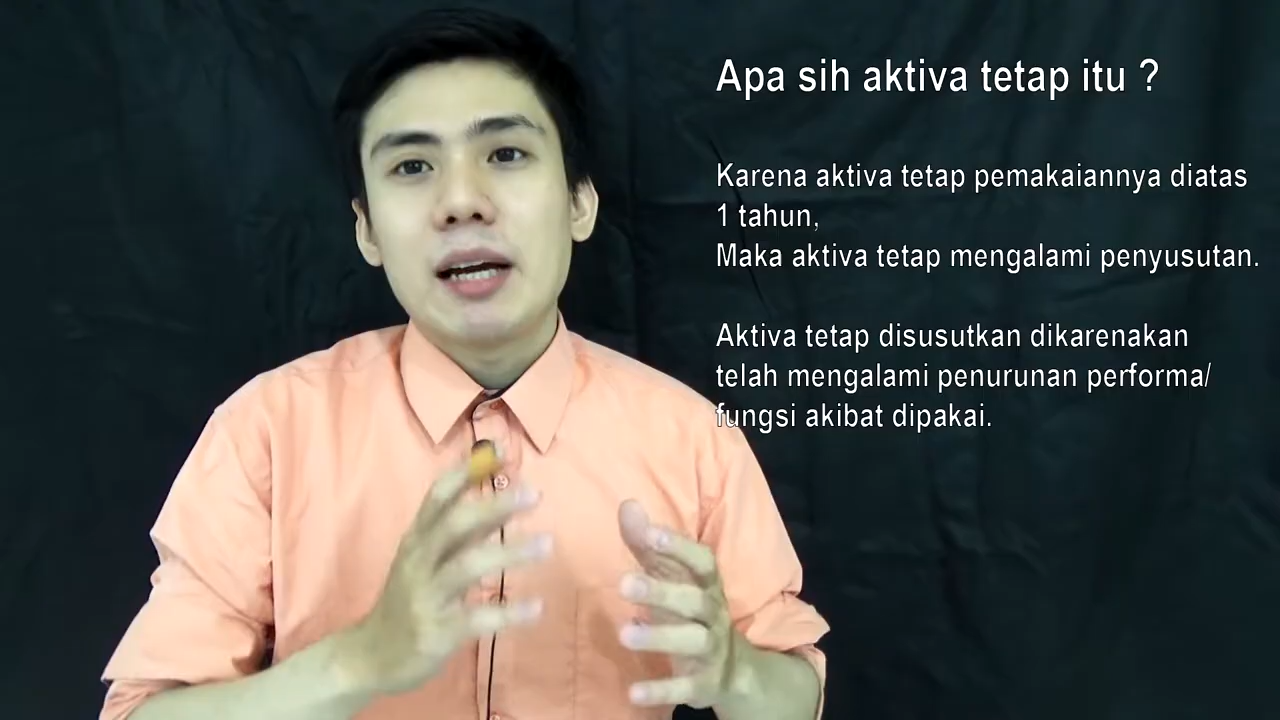 Apa sih aktiva tetap itu ?
Karena aktiva tetap pemakaiannya diatas
1 tahun,
Maka aktiva tetap mengalami penyusutan.
Aktiva tetap disusutkan dikarenakan
telah mengalami penurunan performa/
fungsi akibat dipakai.